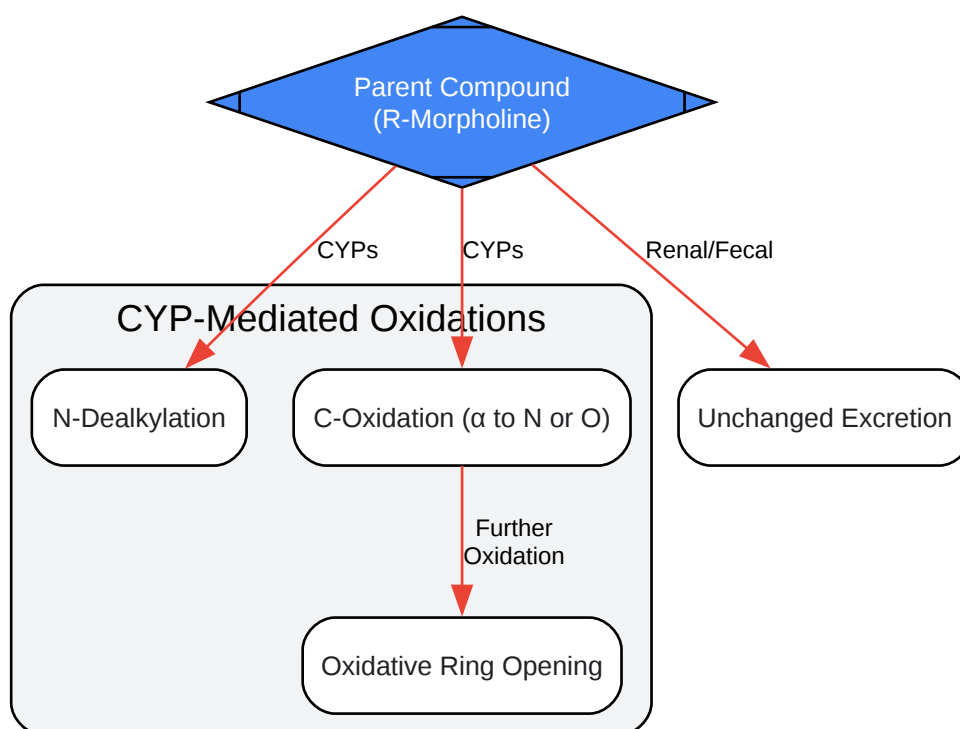 Parent Compound
(R-Morpholine)
CYPs
CYPs
Renal/Fecal
CYP-Mediated Oxidations
N-Dealkylation
C-Oxidation (α to N or O)
Unchanged Excretion
Further
Oxidation
Oxidative Ring Opening